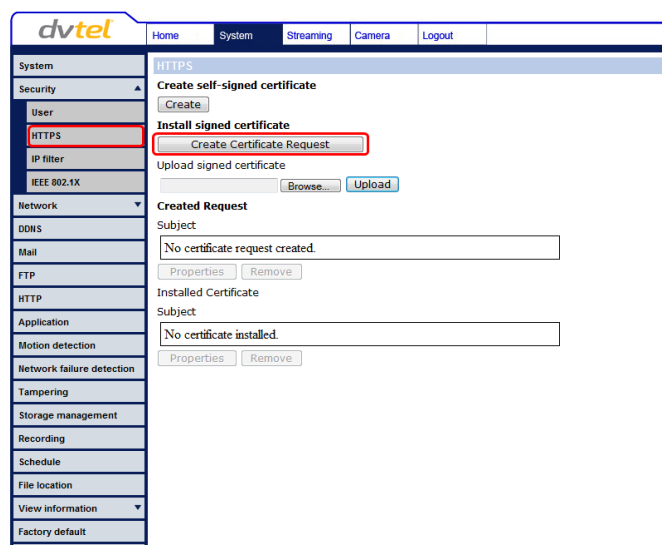 dvtel
Home System Streaming Camera Logout
System
Security
User
HTTPS
IP filter
IEEE 802.1X
Network
DDNS
Mail
FTP
HTTP
Application
Motion detection
Network failure detection
Tampering
Storage management
Recording
Schedule
File location
View information
Factory default
HTTPS
Create self-signed certificate
Create
Install signed certificate
Create Certificate Request
Upload signed certificate
Browse... Upload
Created Request
Subject
No certificate request created.
Properties Remove
Installed Certificate
Subject
No certificate installed.
Properties Remove